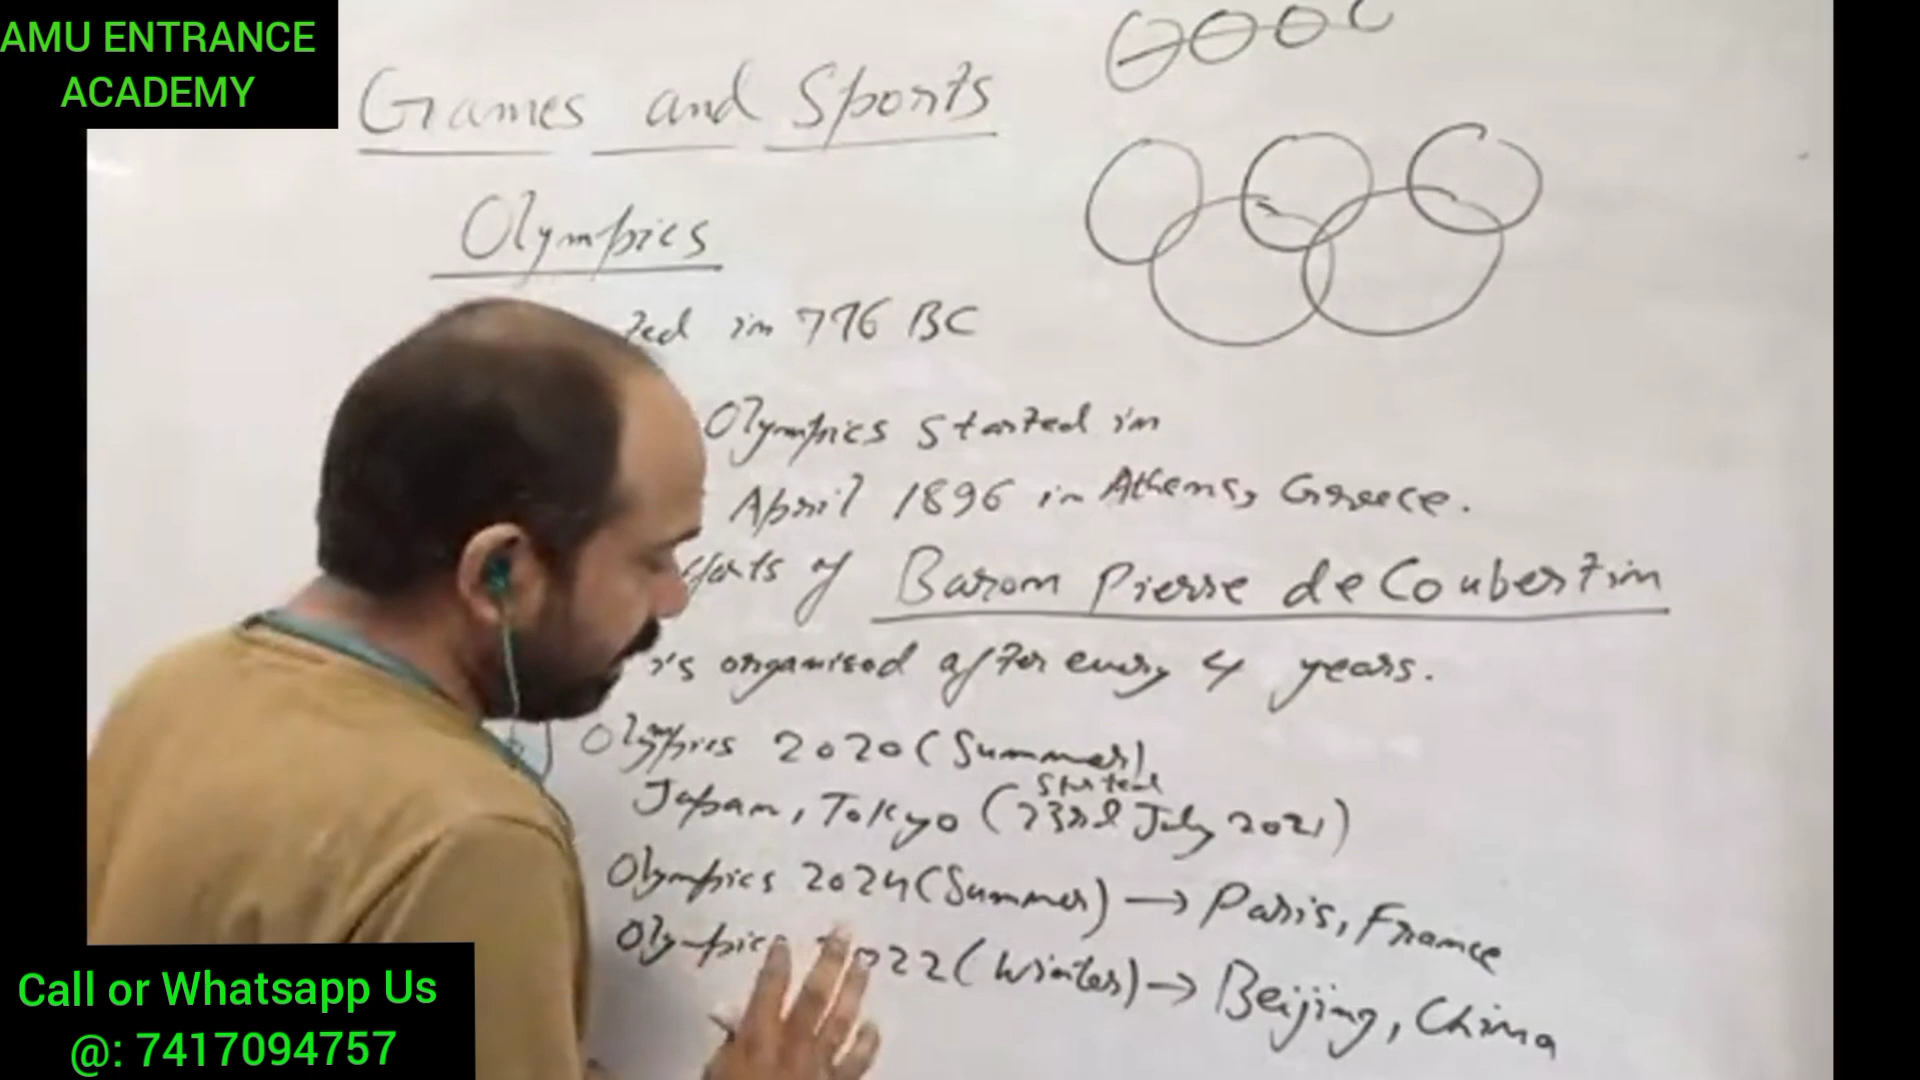 AMU ENTRANCE
ACADEMY
Games and Sports
Olympics
in 776 BC
Olympics started in
April 1896 in Athens, Greece.
of Baron Pierre de Coubertin
is organised after every 4 years.
Olympics 2020 (Summer)
started
Japan, Tokyo (23rd July 2021)
Olympics 2024 (Summer) → Paris, France
Olympics 2022 (Winter) → Beijing, China
Call or Whatsapp Us
@: 7417094757